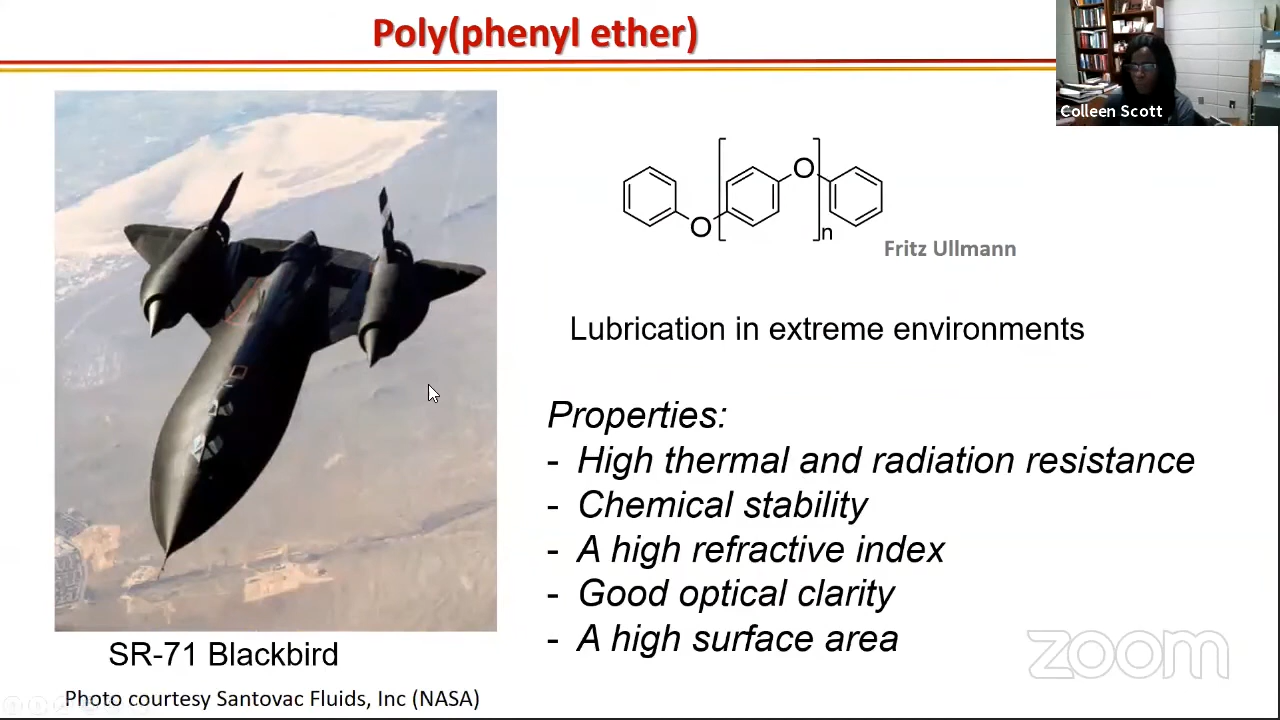 Poly(phenyl ether)
Colleen Scott
O
O
n
Fritz Ullmann
Lubrication in extreme environments
Properties:
- High thermal and radiation resistance
- Chemical stability
- A high refractive index
- Good optical clarity
- A high surface area
SR-71 Blackbird
Photo courtesy Santovac Fluids, Inc (NASA)
zoom